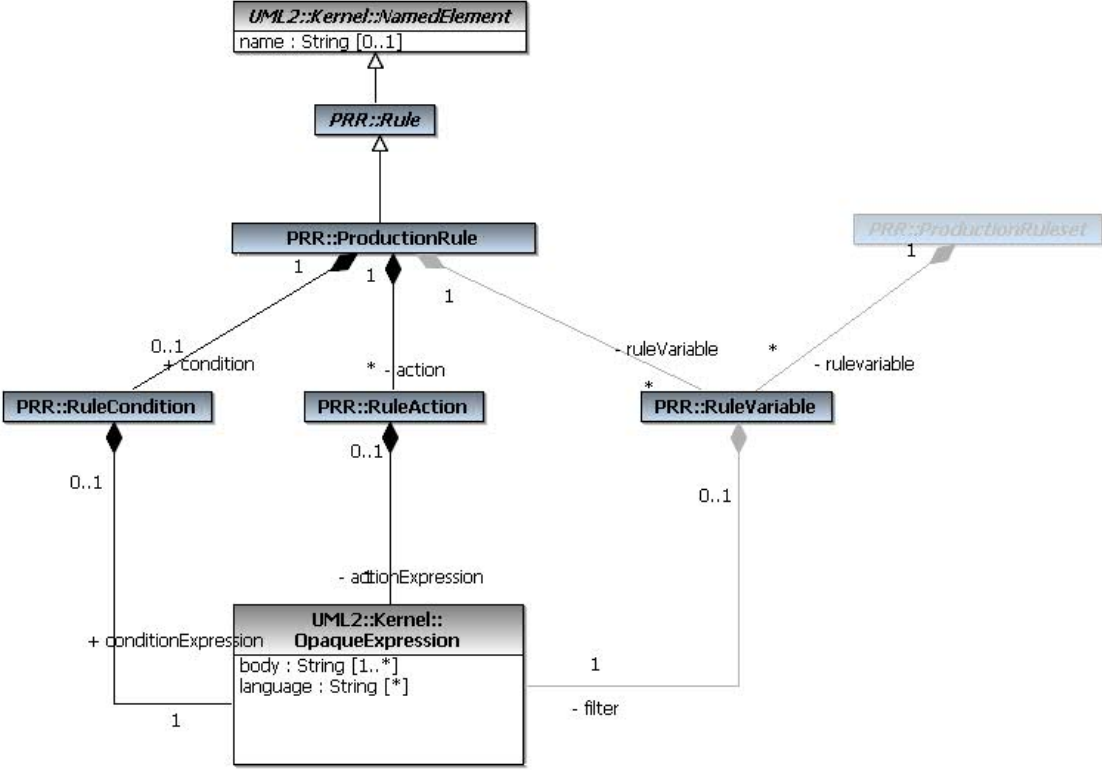 UML2::Kernel::NamedElement
name : String [0..1]
PRR::Rule
PRR::ProductionRule
PRR::ProductionRuleset
1
1
1
1
0..1
+ condition
* - action
- ruleVariable
*
*
- rulevariable
PRR::RuleCondition
PRR::RuleAction
PRR::RuleVariable
0..1
0..1
0..1
- actionExpression
1
UML2::Kernel::
OpaqueExpression
+ conditionExpression
body : String [1..*]
language : String [*]
1
- filter
1